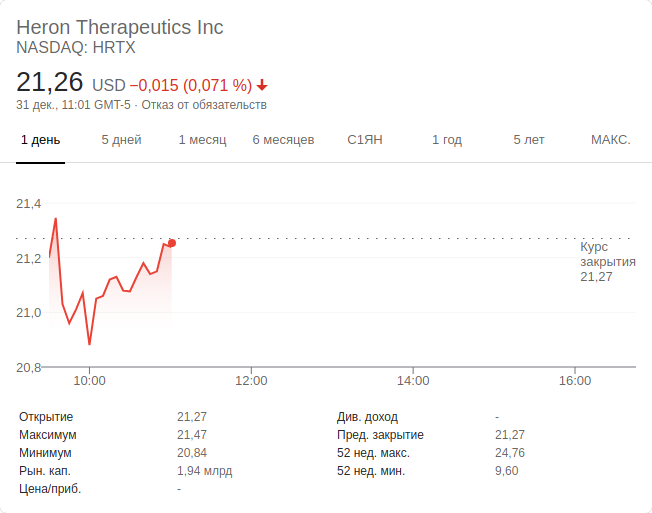 Heron Therapeutics Inc
NASDAQ: HRTX
21,26 USD −0,015 (0,071 %)
31 дек., 11:01 GMT-5 · Отказ от обязательств
1 день 5 дней 1 месяц 6 месяцев С1ЯН 1 год 5 лет МАКС.
21,4
21,2
21,0
20,8
Курс
закрытия
21,27
10:00 12:00 14:00 16:00
Открытие 21,27 Див. доход -
Максимум 21,47 Пред. закрытие 21,27
Минимум 20,84 52 нед. макс. 24,76
Рын. кап. 1,94 млрд 52 нед. мин. 9,60
Цена/приб. -